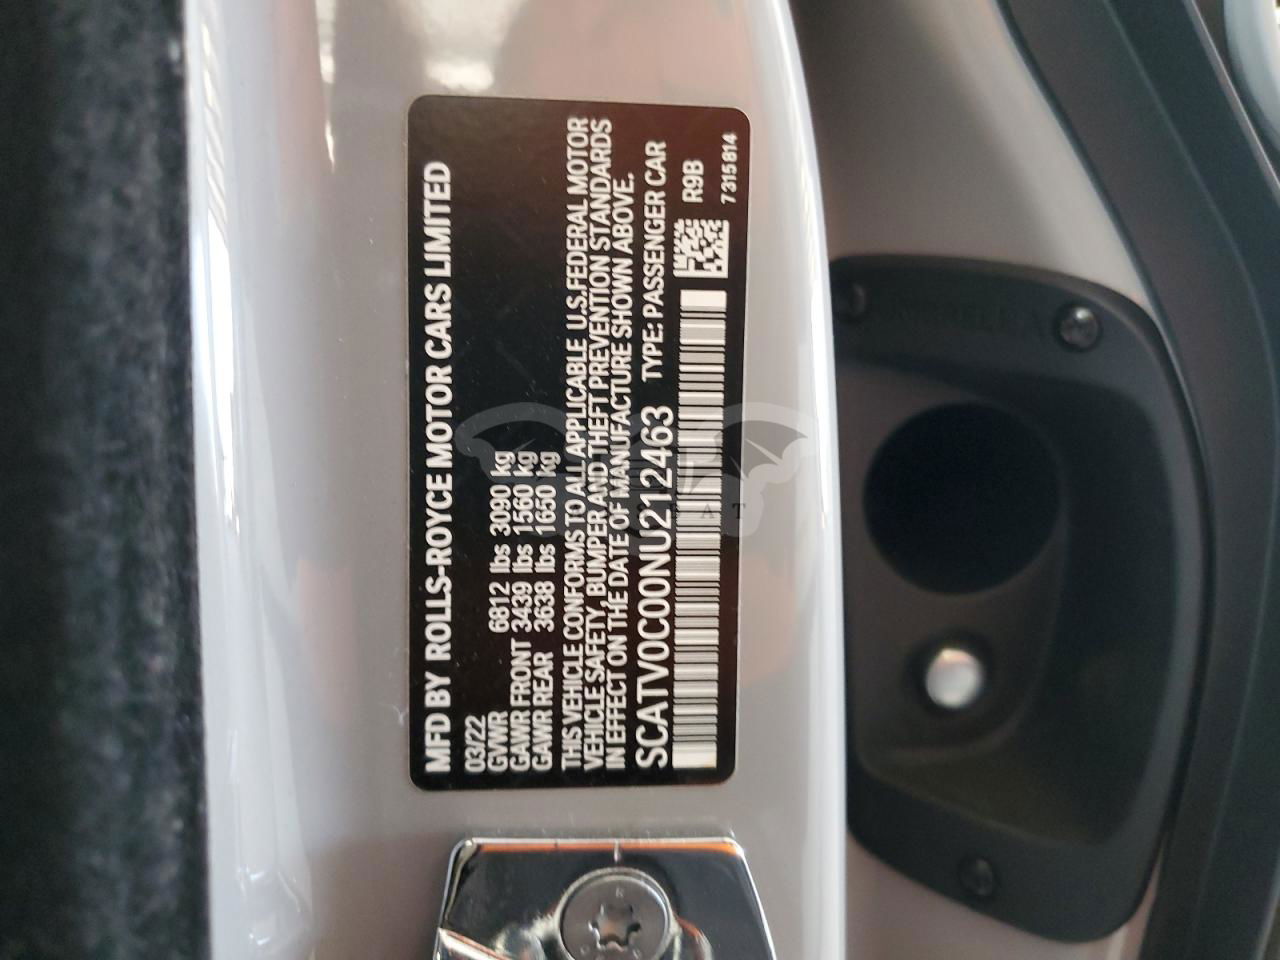 MFD BY ROLLS-ROYCE MOTOR CARS LIMITED
03/22
GVWR 6812 lbs 3090 kg
GAWR FRONT 3439 lbs 1560 kg
GAWR REAR 3638 lbs 1650 kg
THIS VEHICLE CONFORMS TO ALL APPLICABLE U.S. FEDERAL MOTOR
VEHICLE SAFETY, BUMPER AND THEFT PREVENTION STANDARDS
IN EFFECT ON THE DATE OF MANUFACTURE SHOWN ABOVE.
SCATV0C00NU212463 TYPE: PASSENGER CAR
R9B
7315814